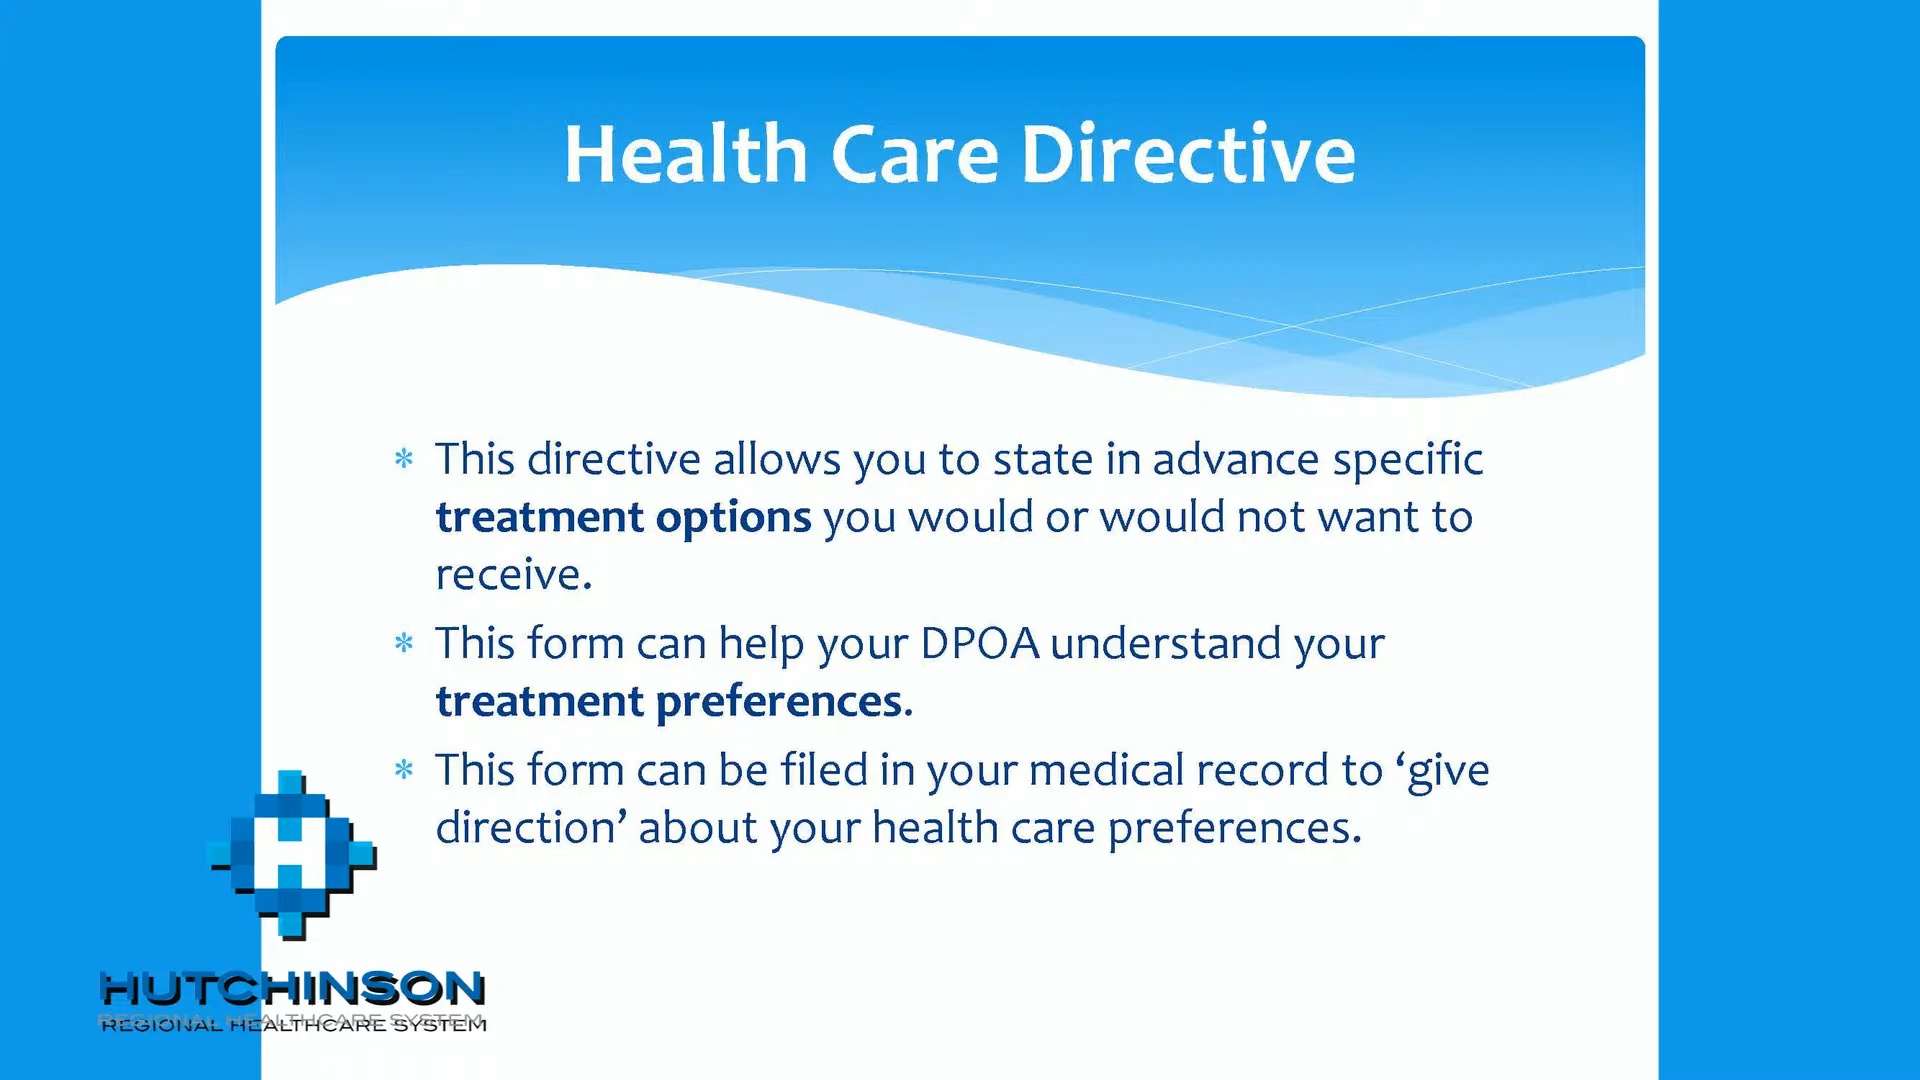 Health Care Directive
* This directive allows you to state in advance specific
treatment options you would or would not want to
receive.
* This form can help your DPOA understand your
treatment preferences.
* This form can be filed in your medical record to ‘give
direction’ about your health care preferences.
H
HUTCHINSON
REGIONAL HEALTHCARE SYSTEM